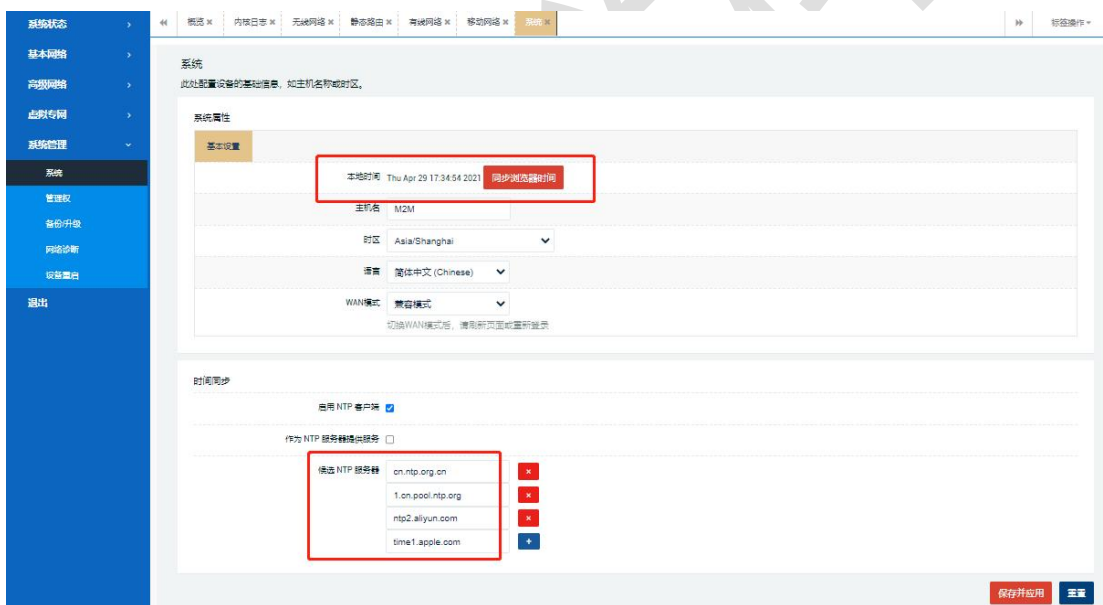 系统状态
基本网络
高级网络
虚拟专网
系统管理
系统
管理权
备份/升级
网络诊断
设备重启
退出
概览 × 内核日志 × 无线网络 × 静态路由 × 有线网络 × 移动网络 × 系统 × 标签操作
系统
此处配置设备的基础信息，如主机名称或时区。
系统属性
基本设置
本地时间 Thu Apr 29 17:34:54 2021 同步浏览器时间
主机名 M2M
时区 Asia/Shanghai
语言 简体中文 (Chinese)
WAN模式 兼容模式
切换WAN模式后，请刷新页面或重新登录
时间同步
启用 NTP 客户端
作为 NTP 服务器提供服务
候选 NTP 服务器 cn.ntp.org.cn ×
1.cn.pool.ntp.org ×
ntp2.aliyun.com ×
time1.apple.com +
保存并应用 重置